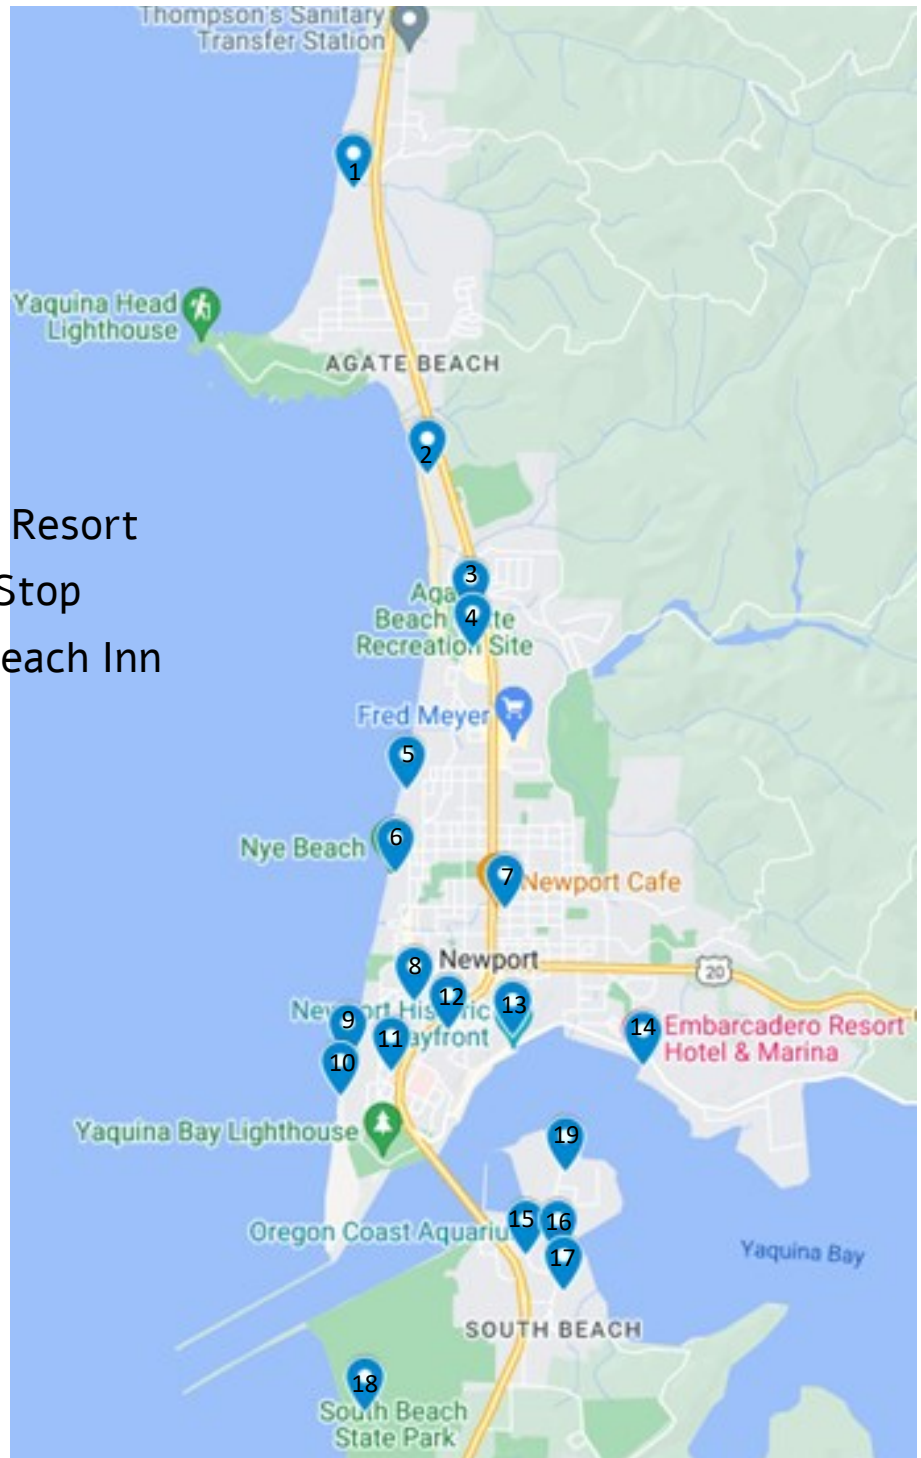 Thompson's Sanitary
Transfer Station
1
Yaquina Head
Lighthouse
AGATE BEACH
2
Resort
Stop
each Inn
3
4
Beach
Recreation Site
Fred Meyer
5
Nye Beach
6
7
Newport Cafe
8
Newport
20
12
13
9
11
14
Embarcadero Resort
Hotel & Marina
10
Yaquina Bay Lighthouse
19
Oregon Coast
15
16
17
Yaquina Bay
SOUTH BEACH
18
South Beach
State Park